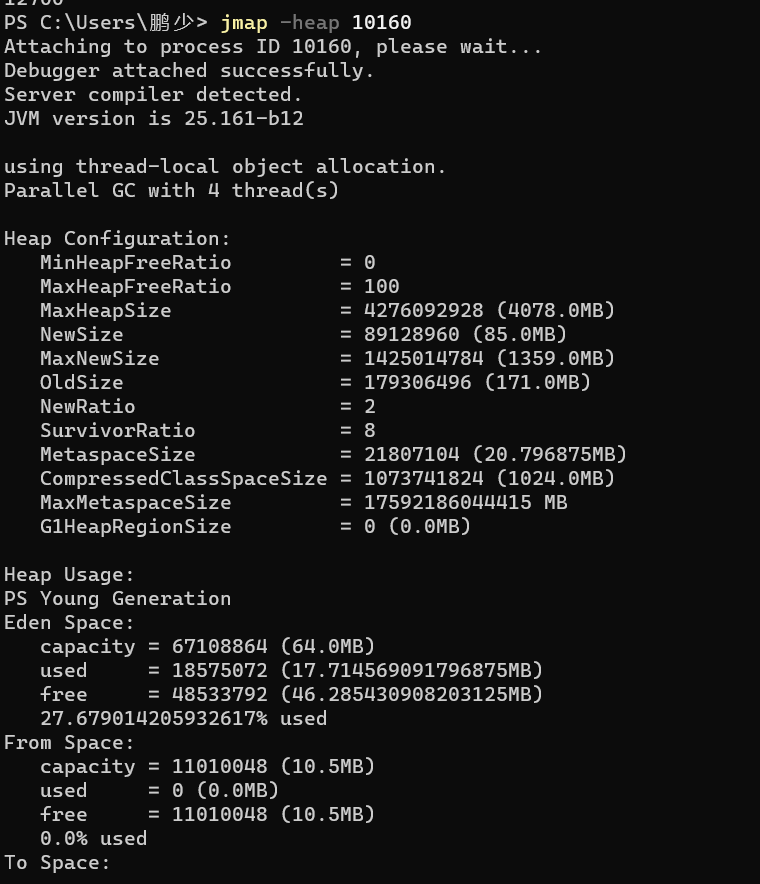 PS C:\Users\鹏少> jmap -heap 10160
Attaching to process ID 10160, please wait...
Debugger attached successfully.
Server compiler detected.
JVM version is 25.161-b12

using thread-local object allocation.
Parallel GC with 4 thread(s)

Heap Configuration:
   MinHeapFreeRatio         = 0
   MaxHeapFreeRatio         = 100
   MaxHeapSize              = 4276092928 (4078.0MB)
   NewSize                  = 89128960 (85.0MB)
   MaxNewSize               = 1425014784 (1359.0MB)
   OldSize                  = 179306496 (171.0MB)
   NewRatio                 = 2
   SurvivorRatio            = 8
   MetaspaceSize            = 21807104 (20.796875MB)
   CompressedClassSpaceSize = 1073741824 (1024.0MB)
   MaxMetaspaceSize         = 17592186044415 MB
   G1HeapRegionSize         = 0 (0.0MB)

Heap Usage:
PS Young Generation
Eden Space:
   capacity = 67108864 (64.0MB)
   used     = 18575072 (17.714569091796875MB)
   free     = 48533792 (46.285430908203125MB)
   27.679014205932617% used
From Space:
   capacity = 11010048 (10.5MB)
   used     = 0 (0.0MB)
   free     = 11010048 (10.5MB)
   0.0% used
To Space: